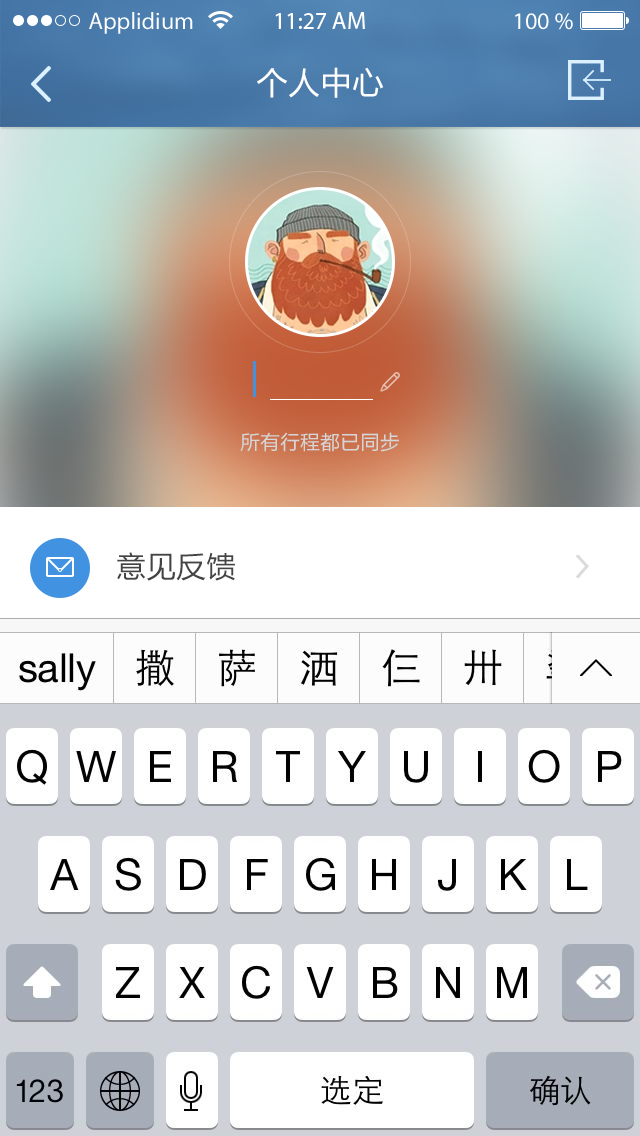 Applidium 11:27 AM 100 %
个人中心
所有行程都已同步
意见反馈
sally 撒 萨 洒 仨 卅
Q W E R T Y U I O P
A S D F G H J K L
Z X C V B N M
123 选定 确认